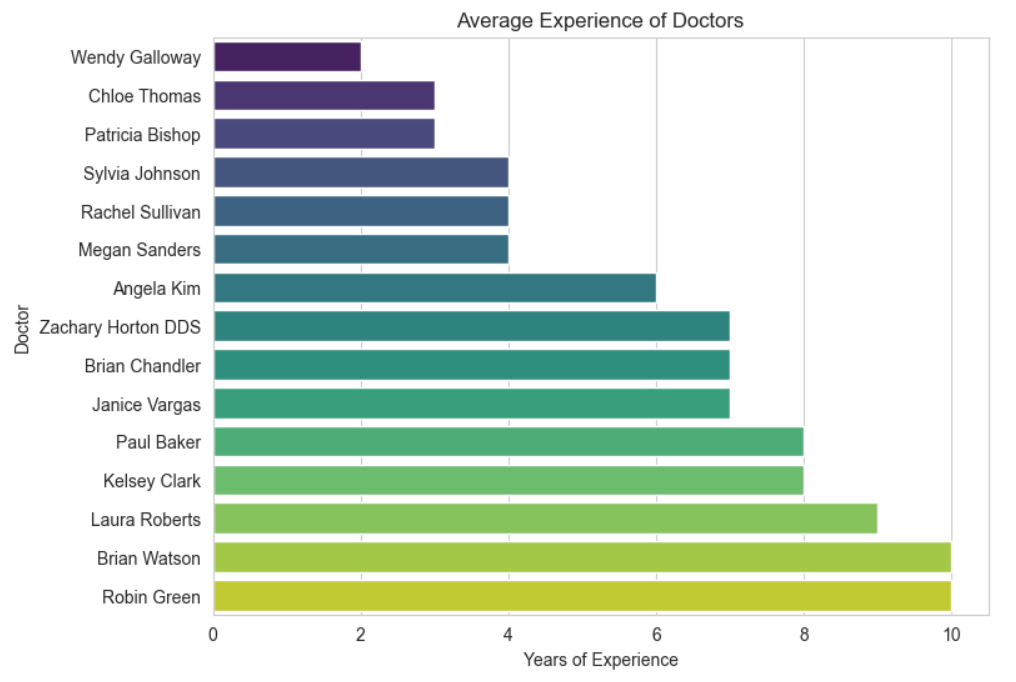 Average Experience of Doctors
Wendy Galloway
Chloe Thomas
Patricia Bishop
Sylvia Johnson
Rachel Sullivan
Megan Sanders
Angela Kim
Zachary Horton DDS
Brian Chandler
Janice Vargas
Paul Baker
Kelsey Clark
Laura Roberts
Brian Watson
Robin Green
Doctor
0 2 4 6 8 10
Years of Experience